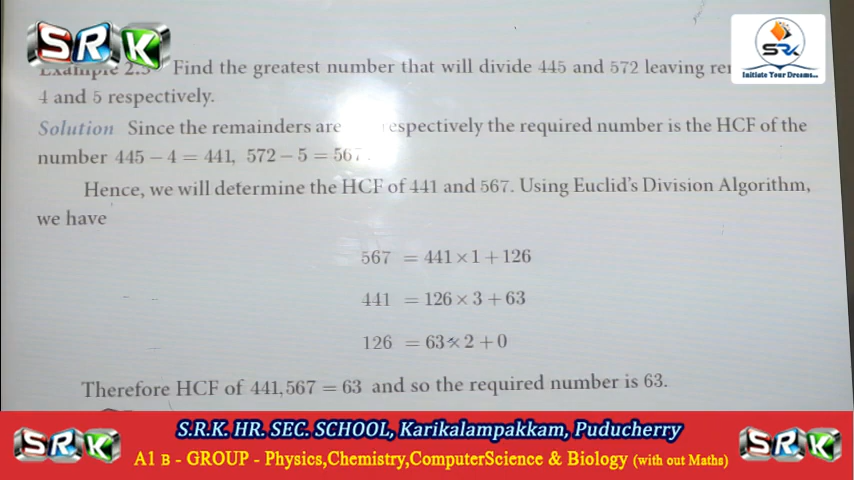 SRK
SRK
Initiate Your Dreams...
Example 2.5 Find the greatest number that will divide 445 and 572 leaving
4 and 5 respectively.
Solution Since the remainders are respectively the required number is the HCF of the
number 445 − 4 = 441, 572 − 5 = 567.
Hence, we will determine the HCF of 441 and 567. Using Euclid's Division Algorithm,
we have
567 = 441 × 1 + 126
441 = 126 × 3 + 63
126 = 63 × 2 + 0
Therefore HCF of 441, 567 = 63 and so the required number is 63.
SRK
S.R.K. HR. SEC. SCHOOL, Karikalampakkam, Puducherry
A1 B - GROUP - Physics,Chemistry,ComputerScience & Biology (with out Maths)
SRK